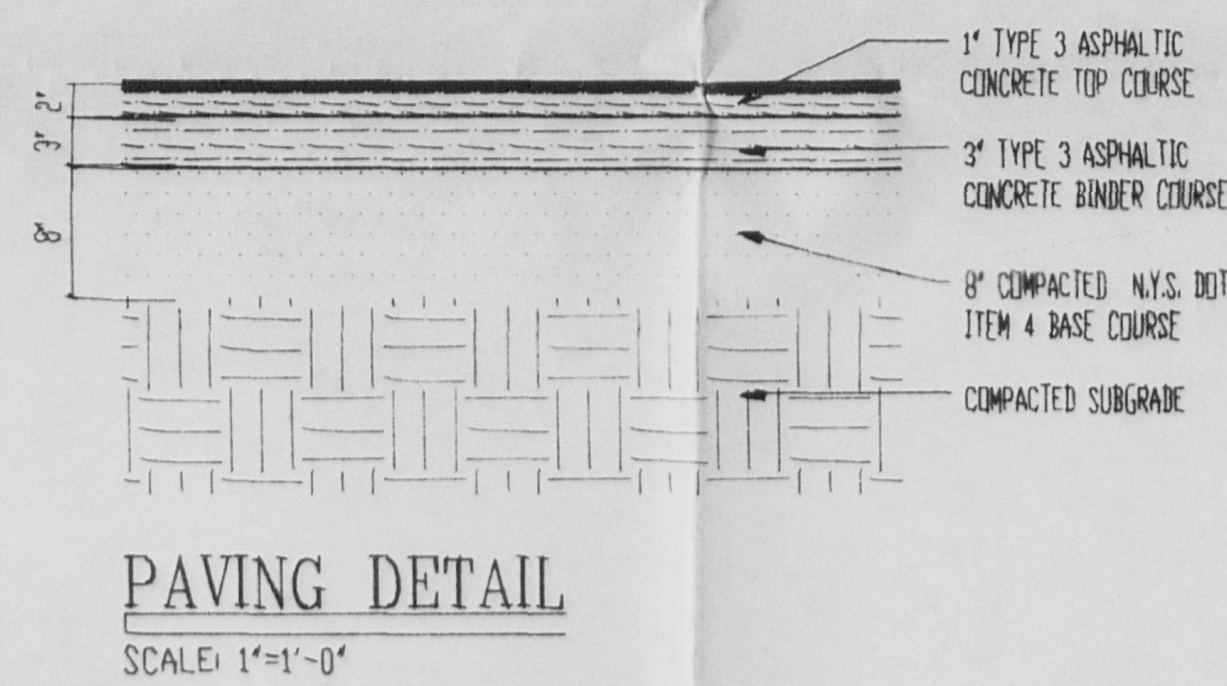 1" TYPE 3 ASPHALTIC
CONCRETE TOP COURSE
2"
3"
3" TYPE 3 ASPHALTIC
CONCRETE BINDER COURSE
8"
8" COMPACTED N.Y.S. DOT
ITEM 4 BASE COURSE
COMPACTED SUBGRADE
PAVING DETAIL
SCALE: 1"=1'-0"